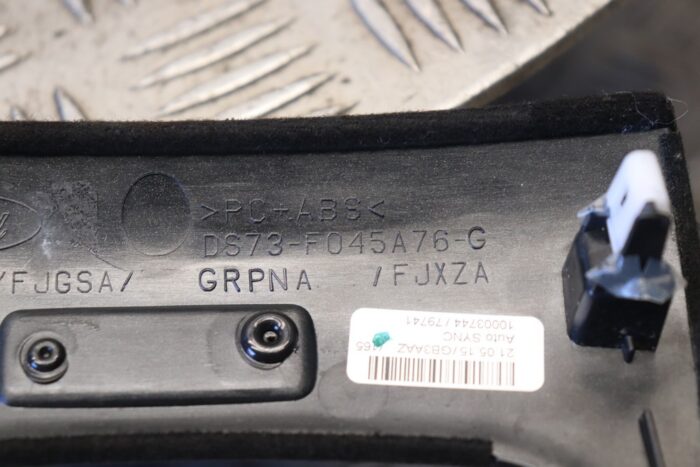 >PC+ABS<
DS73-F045A76-G
/FJGSA/ GRPNA /FJXZA
10003744 / 79741
Auto SYNC
21.05.15 /GB3AAZ